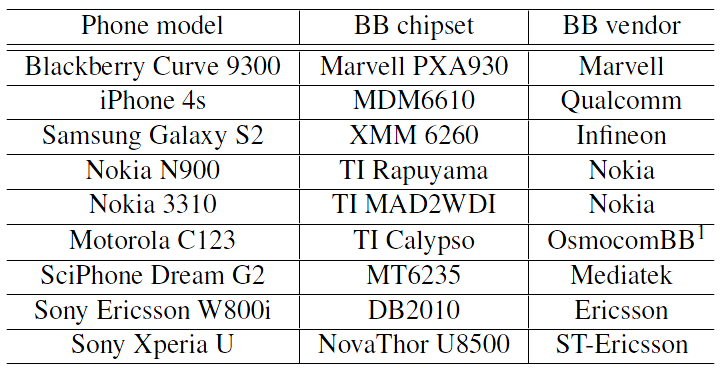 Phone model BB chipset BB vendor
Blackberry Curve 9300 Marvell PXA930 Marvell
iPhone 4s MDM6610 Qualcomm
Samsung Galaxy S2 XMM 6260 Infineon
Nokia N900 TI Rapuyama Nokia
Nokia 3310 TI MAD2WDI Nokia
Motorola C123 TI Calypso OsmocomBB¹
SciPhone Dream G2 MT6235 Mediatek
Sony Ericsson W800i DB2010 Ericsson
Sony Xperia U NovaThor U8500 ST-Ericsson